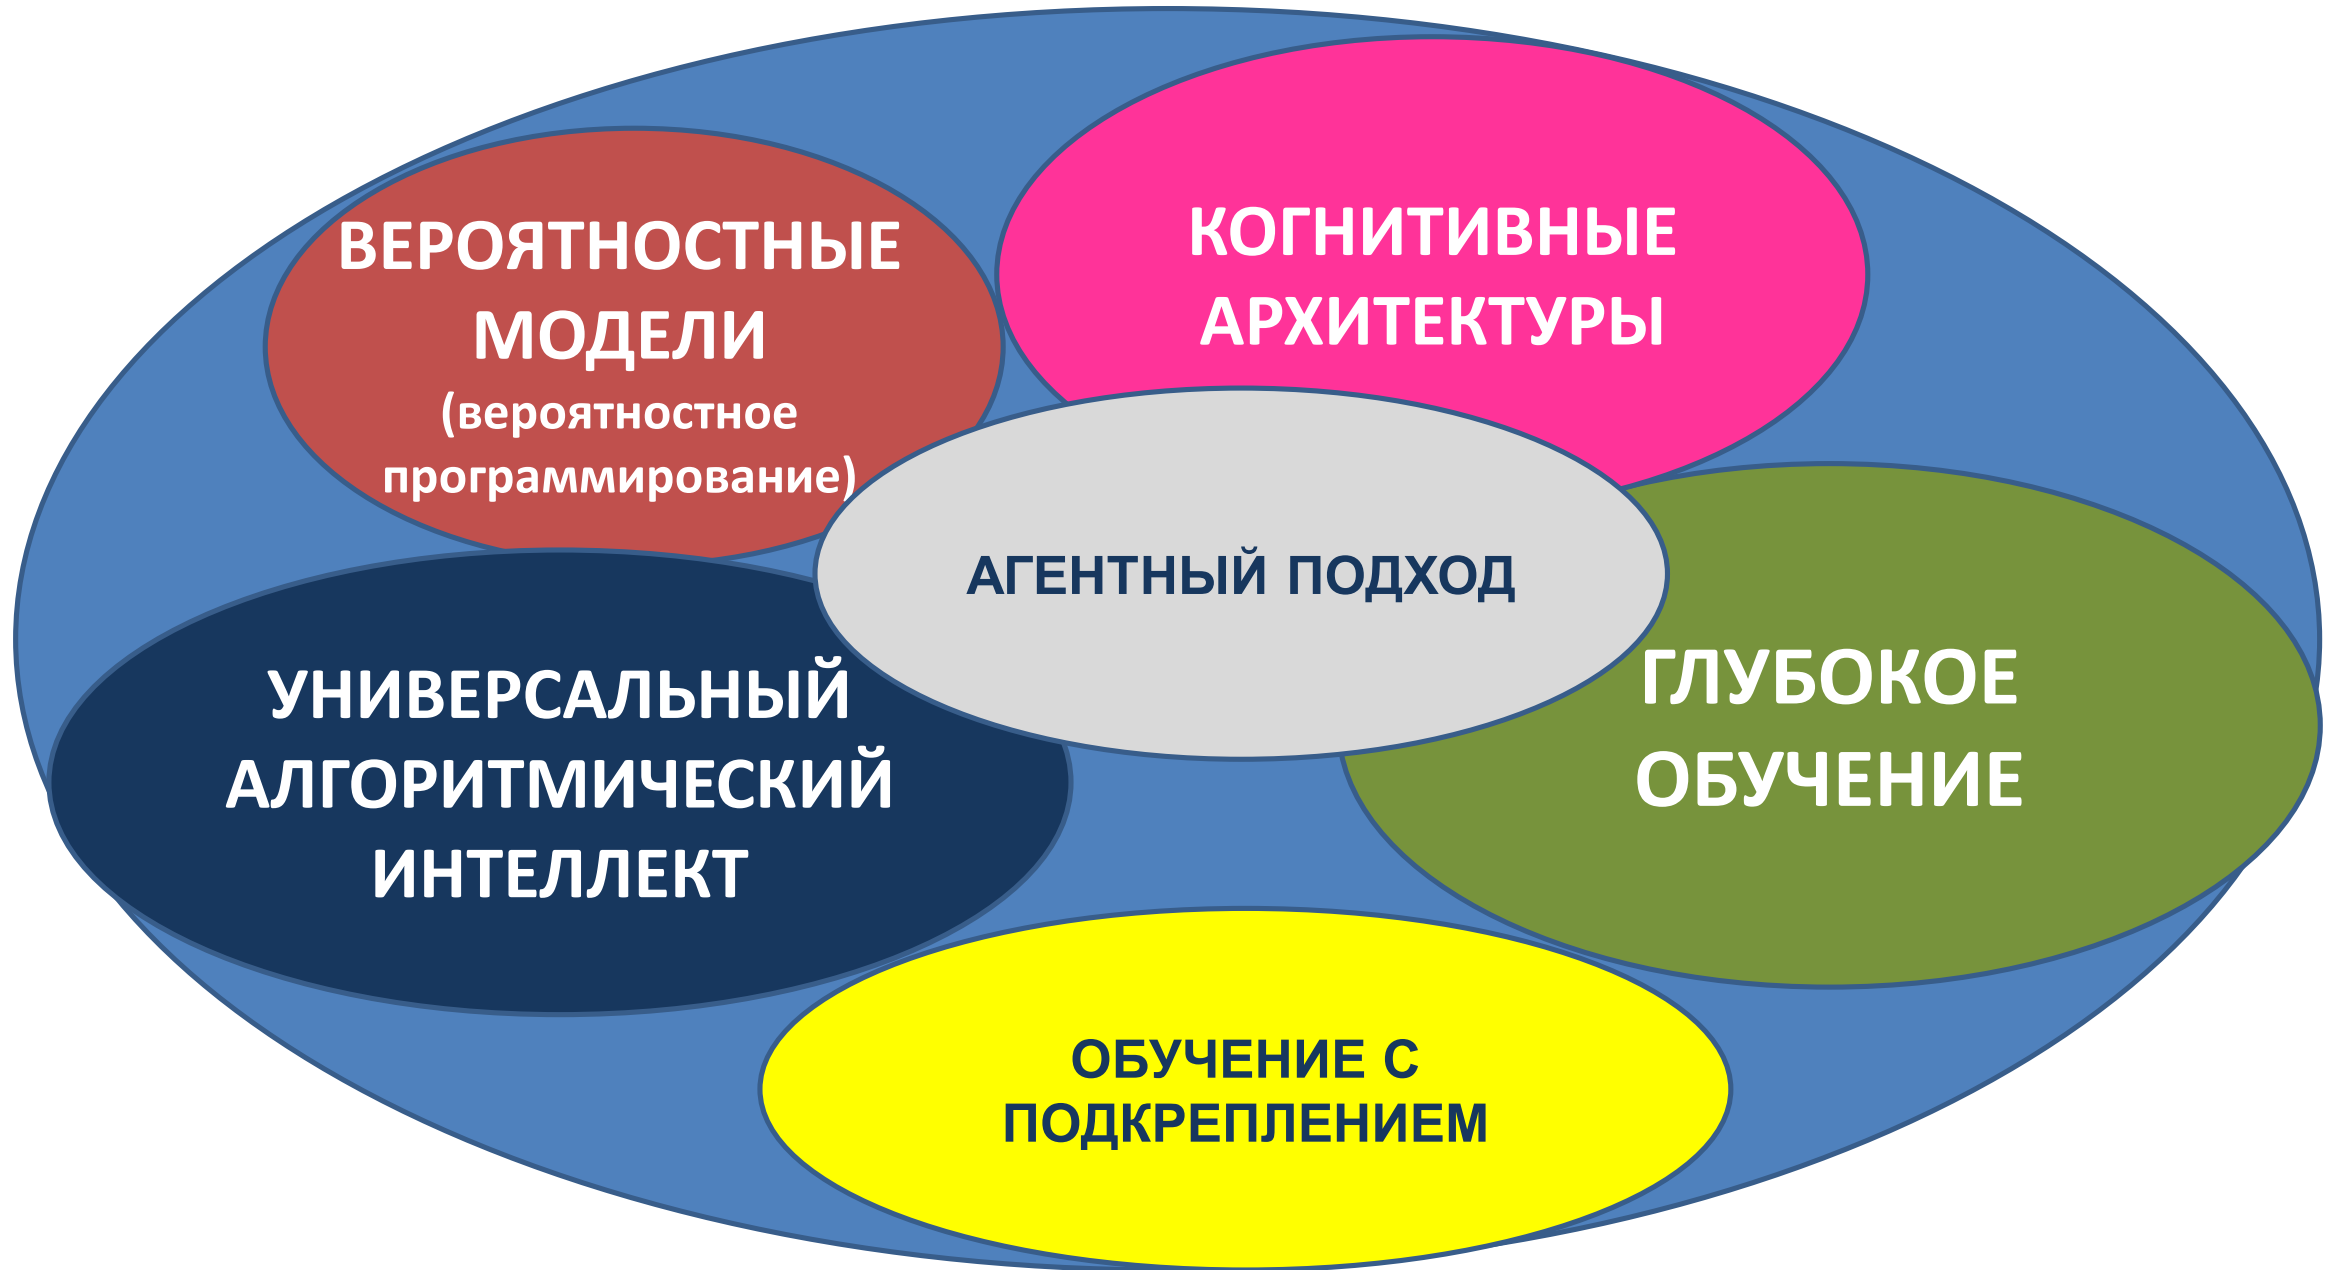 ВЕРОЯТНОСТНЫЕ
МОДЕЛИ
(вероятностное
программирование)
КОГНИТИВНЫЕ
АРХИТЕКТУРЫ
АГЕНТНЫЙ ПОДХОД
УНИВЕРСАЛЬНЫЙ
АЛГОРИТМИЧЕСКИЙ
ИНТЕЛЛЕКТ
ГЛУБОКОЕ
ОБУЧЕНИЕ
ОБУЧЕНИЕ С
ПОДКРЕПЛЕНИЕМ